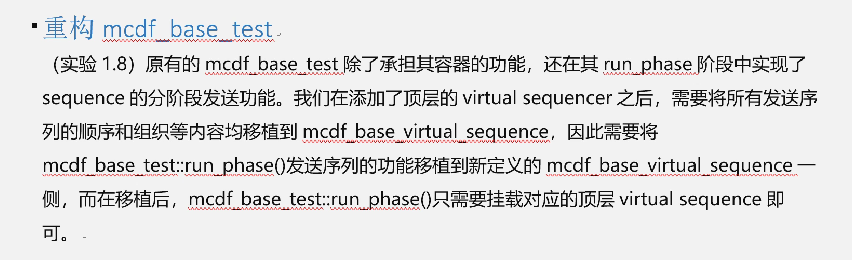 ▪重构 mcdf_base_test
（实验 1.8）原有的 mcdf_base_test 除了承担其容器的功能，还在其 run_phase 阶段中实现了
sequence 的分阶段发送功能。我们在添加了顶层的 virtual sequencer 之后，需要将所有发送序
列的顺序和组织等内容均移植到 mcdf_base_virtual_sequence，因此需要将
mcdf_base_test::run_phase()发送序列的功能移植到新定义的 mcdf_base_virtual_sequence 一
侧，而在移植后，mcdf_base_test::run_phase()只需要挂载对应的顶层 virtual sequence 即
可。